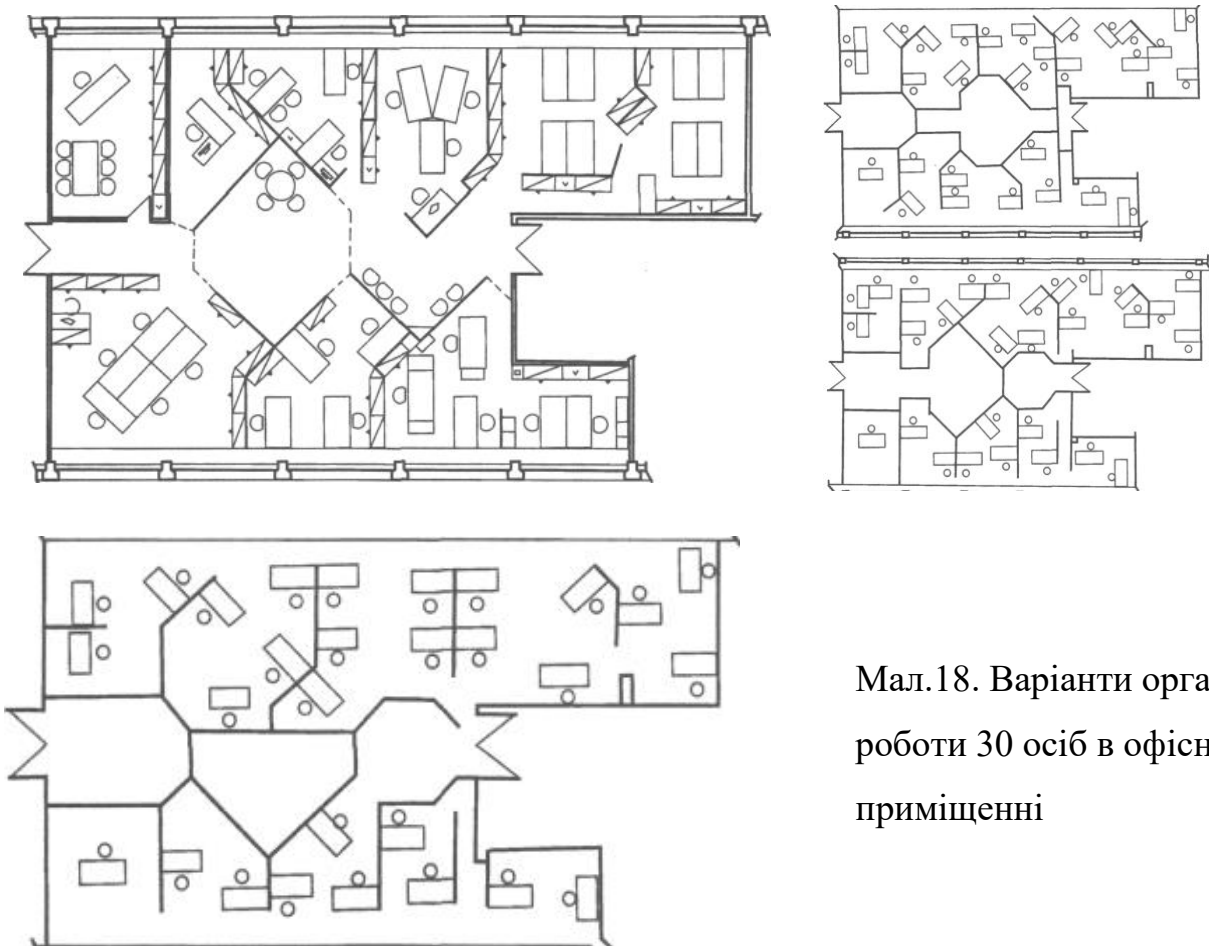 Мал.18. Варіанти орга
роботи 30 осіб в офісн
приміщенні